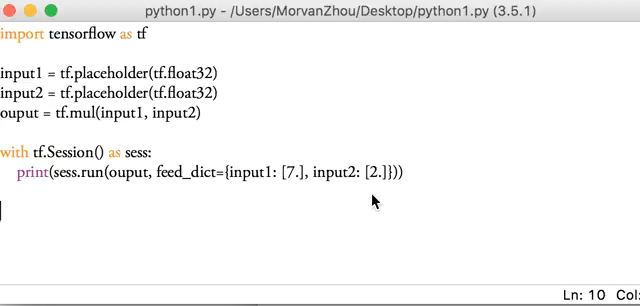 python1.py - /Users/MorvanZhou/Desktop/python1.py (3.5.1)
import tensorflow as tf
input1 = tf.placeholder(tf.float32)
input2 = tf.placeholder(tf.float32)
ouput = tf.mul(input1, input2)
with tf.Session() as sess:
print(sess.run(ouput, feed_dict={input1: [7.], input2: [2.]}))
Ln: 10 Col: